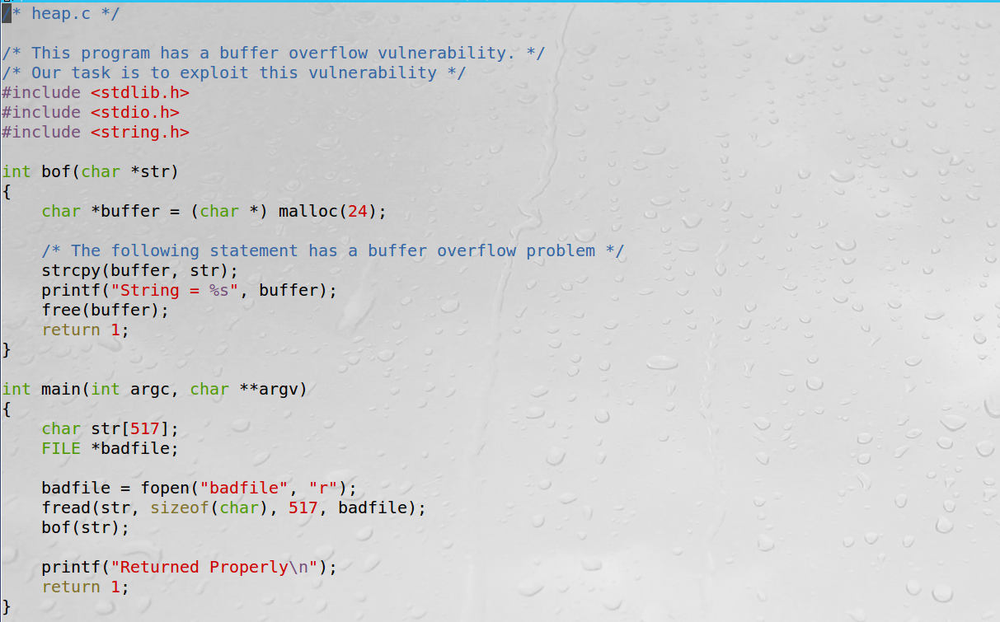 /* heap.c */
/* This program has a buffer overflow vulnerability. */
/* Our task is to exploit this vulnerability */
#include <stdlib.h>
#include <stdio.h>
#include <string.h>
int bof(char *str)
{
    char *buffer = (char *) malloc(24);
    /* The following statement has a buffer overflow problem */
    strcpy(buffer, str);
    printf("String = %s", buffer);
    free(buffer);
    return 1;
}
int main(int argc, char **argv)
{
    char str[517];
    FILE *badfile;
    badfile = fopen("badfile", "r");
    fread(str, sizeof(char), 517, badfile);
    bof(str);
    printf("Returned Properly\n");
    return 1;
}